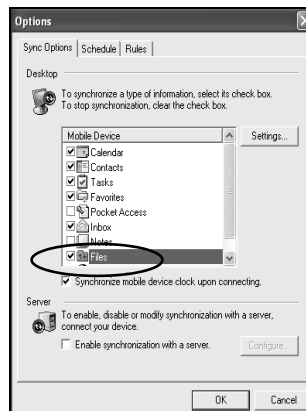 Options
Sync Options Schedule Rules
Desktop
To synchronize a type of information, select its check box.
To stop synchronization, clear the check box.
Mobile Device
Settings...
Calendar
Contacts
Tasks
Favorites
Pocket Access
Inbox
Notes
Files
Synchronize mobile device clock upon connecting.
Server
To enable, disable or modify synchronization with a server,
connect your device.
Enable synchronization with a server.
Configure...
OK Cancel